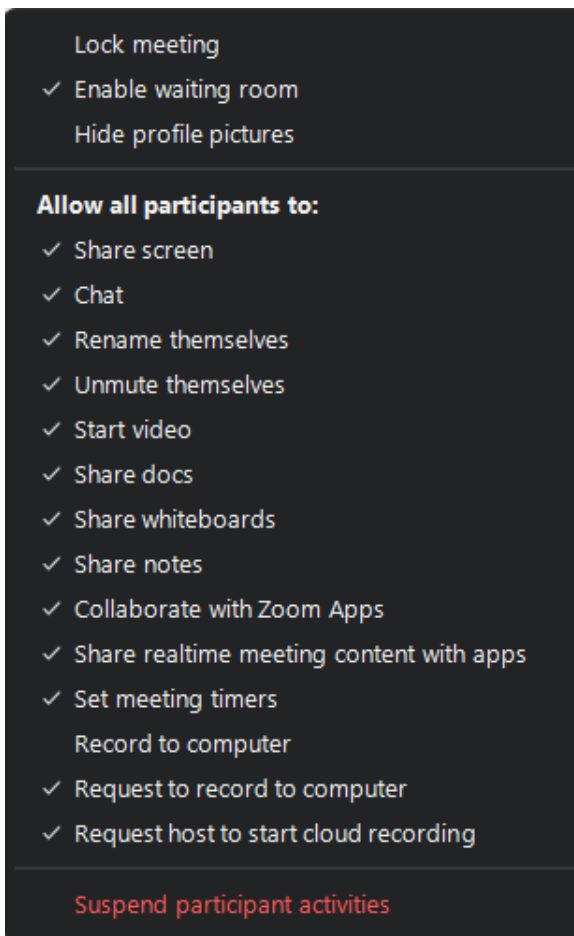 Lock meeting
Enable waiting room
Hide profile pictures
Allow all participants to:
Share screen
Chat
Rename themselves
Unmute themselves
Start video
Share docs
Share whiteboards
Share notes
Collaborate with Zoom Apps
Share realtime meeting content with apps
Set meeting timers
Record to computer
Request to record to computer
Request host to start cloud recording
Suspend participant activities